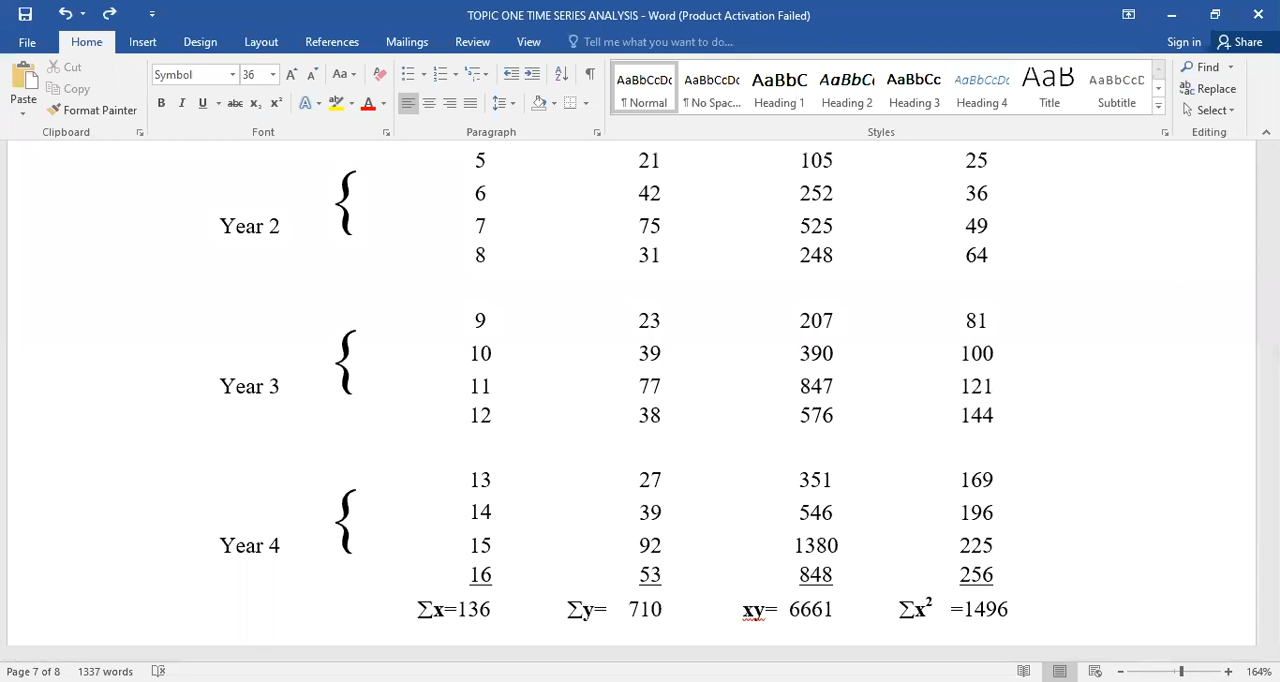 TOPIC ONE TIME SERIES ANALYSIS - Word (Product Activation Failed)
File Home Insert Design Layout References Mailings Review View Tell me what you want to do... Sign in Share
Cut
Copy
Format Painter
Paste
Clipboard
Symbol 36
Font
Paragraph
AaBbCcDc AaBbCcDc AaBbC AaBbCc AaBbCc AaBbCcDc AaB AaBbCcD
¶ Normal ¶ No Spac... Heading 1 Heading 2 Heading 3 Heading 4 Title Subtitle
Styles
Find
Replace
Select
Editing
5 21 105 25
6 42 252 36
Year 2 { 7 75 525 49
8 31 248 64
9 23 207 81
10 39 390 100
Year 3 { 11 77 847 121
12 38 576 144
13 27 351 169
14 39 546 196
Year 4 { 15 92 1380 225
16 53 848 256
∑x=136 ∑y= 710 xy= 6661 ∑x² =1496
Page 7 of 8 1337 words 164%